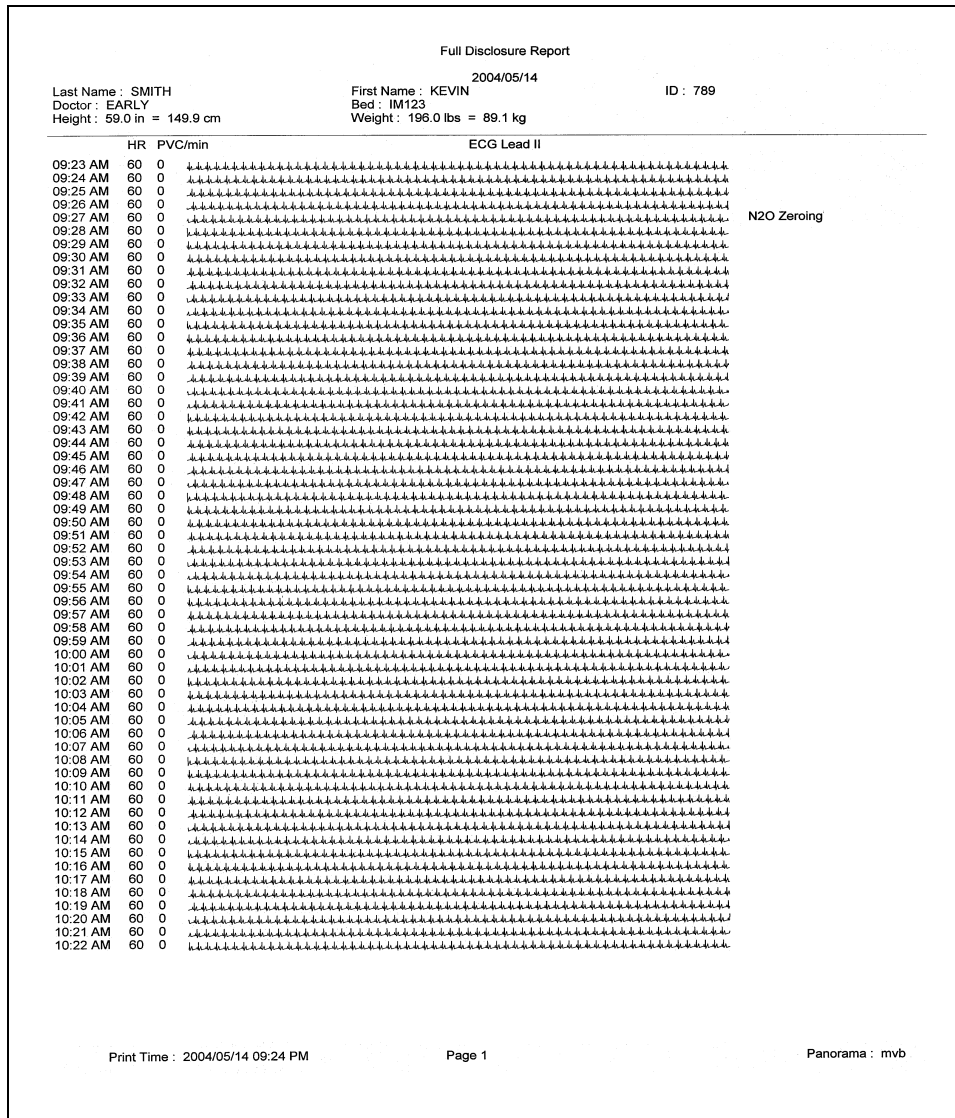 Full Disclosure Report
2004/05/14
Last Name : SMITH First Name : KEVIN ID : 789
Doctor : EARLY Bed : IM123
Height : 59.0 in = 149.9 cm Weight : 196.0 lbs = 89.1 kg
HR PVC/min ECG Lead II
09:23 AM 60 0
09:24 AM 60 0
09:25 AM 60 0
09:26 AM 60 0
09:27 AM 60 0 N2O Zeroing
09:28 AM 60 0
09:29 AM 60 0
09:30 AM 60 0
09:31 AM 60 0
09:32 AM 60 0
09:33 AM 60 0
09:34 AM 60 0
09:35 AM 60 0
09:36 AM 60 0
09:37 AM 60 0
09:38 AM 60 0
09:39 AM 60 0
09:40 AM 60 0
09:41 AM 60 0
09:42 AM 60 0
09:43 AM 60 0
09:44 AM 60 0
09:45 AM 60 0
09:46 AM 60 0
09:47 AM 60 0
09:48 AM 60 0
09:49 AM 60 0
09:50 AM 60 0
09:51 AM 60 0
09:52 AM 60 0
09:53 AM 60 0
09:54 AM 60 0
09:55 AM 60 0
09:56 AM 60 0
09:57 AM 60 0
09:58 AM 60 0
09:59 AM 60 0
10:00 AM 60 0
10:01 AM 60 0
10:02 AM 60 0
10:03 AM 60 0
10:04 AM 60 0
10:05 AM 60 0
10:06 AM 60 0
10:07 AM 60 0
10:08 AM 60 0
10:09 AM 60 0
10:10 AM 60 0
10:11 AM 60 0
10:12 AM 60 0
10:13 AM 60 0
10:14 AM 60 0
10:15 AM 60 0
10:16 AM 60 0
10:17 AM 60 0
10:18 AM 60 0
10:19 AM 60 0
10:20 AM 60 0
10:21 AM 60 0
10:22 AM 60 0
Print Time : 2004/05/14 09:24 PM Page 1 Panorama : mvb